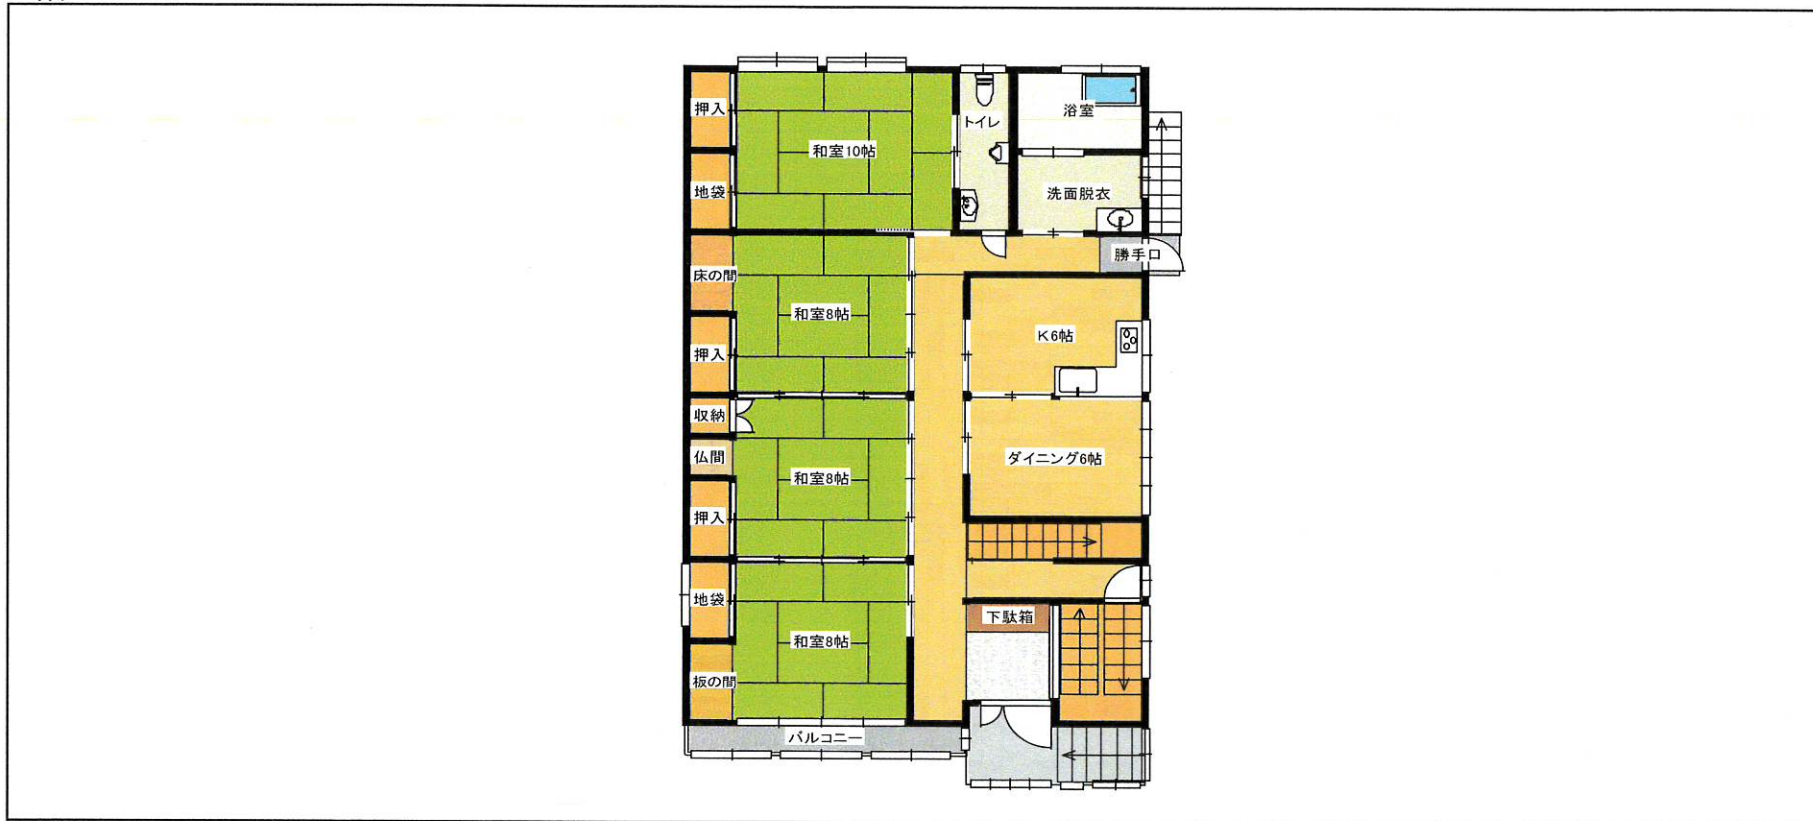 押入
和室10帖
トイレ
浴室
地袋
洗面脱衣
勝手口
床の間
和室8帖
K6帖
押入
収納
仏間
和室8帖
ダイニング6帖
押入
地袋
和室8帖
下駄箱
板の間
バルコニー